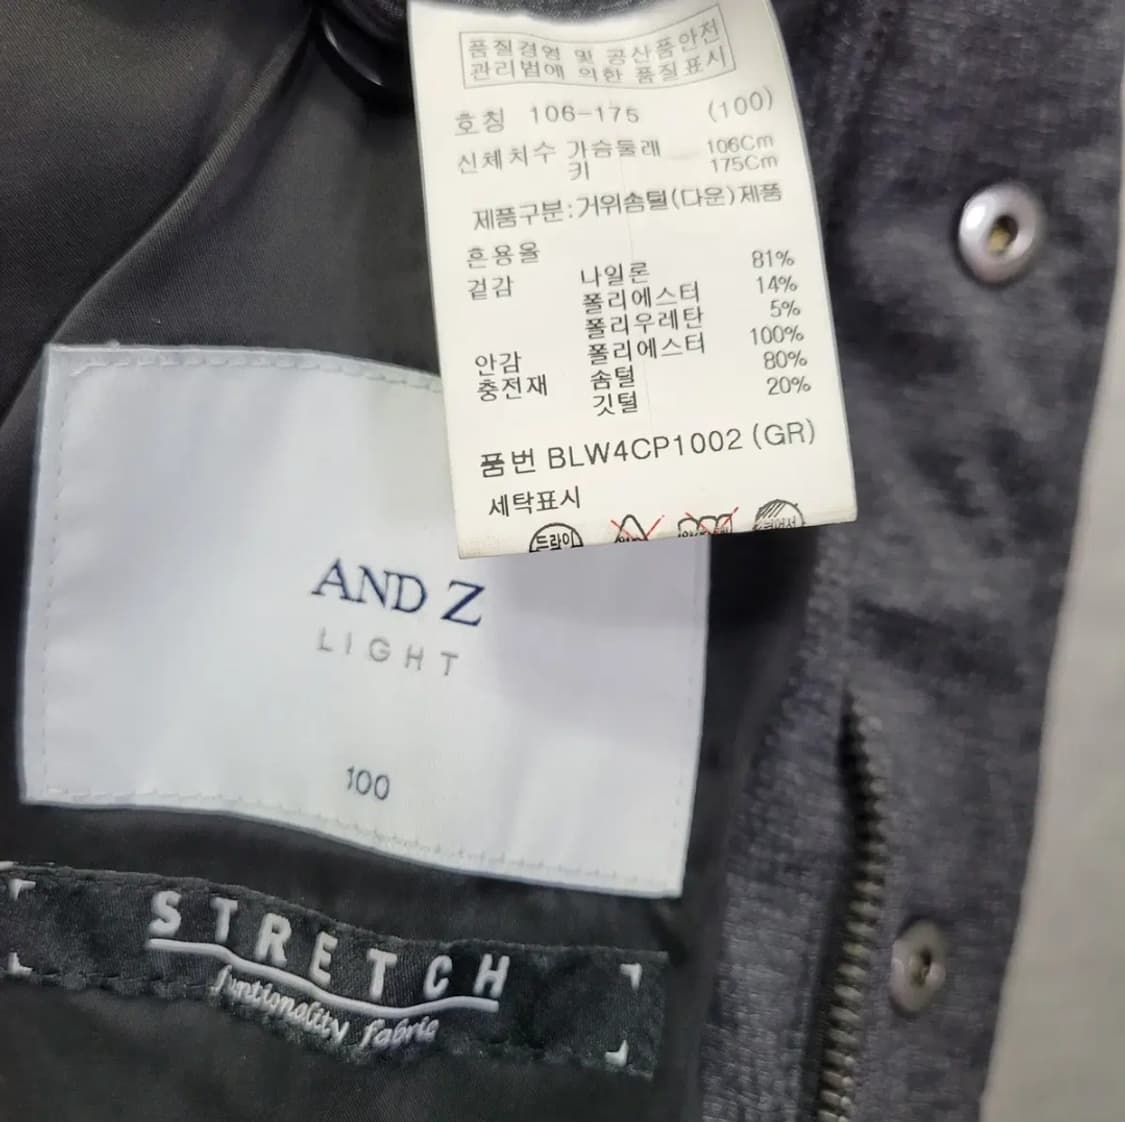 품질경영 및 공산품안전
관리법에 의한 품질표시
호칭 106-175 (100)
신체치수 가슴둘레 106Cm
키 175Cm
제품구분:거위솜털(다운)제품
혼용율
겉감 나일론 81%
폴리에스터 14%
폴리우레탄 5%
안감 폴리에스터 100%
충전재 솜털 80%
깃털 20%
품번 BLW4CP1002 (GR)
세탁표시
드라이
AND Z
LIGHT
100
STRETCH
funtionality fabric